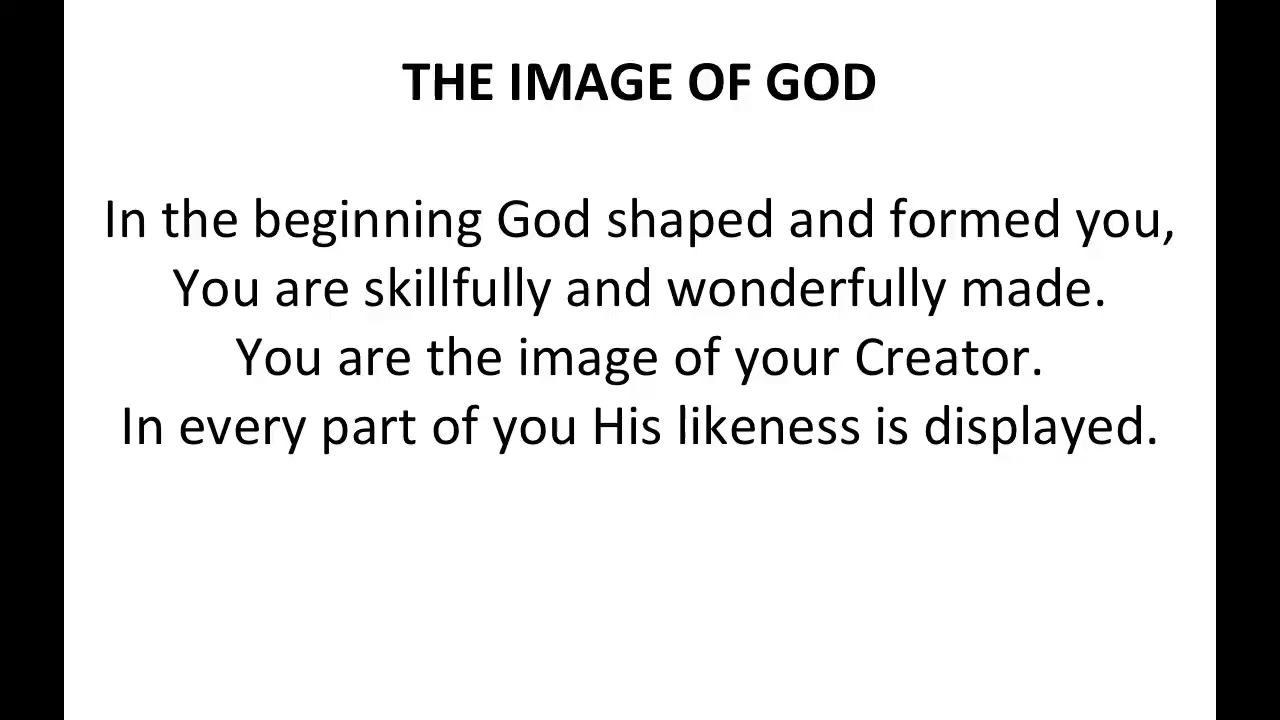 THE IMAGE OF GOD
In the beginning God shaped and formed you,
You are skillfully and wonderfully made.
You are the image of your Creator.
In every part of you His likeness is displayed.